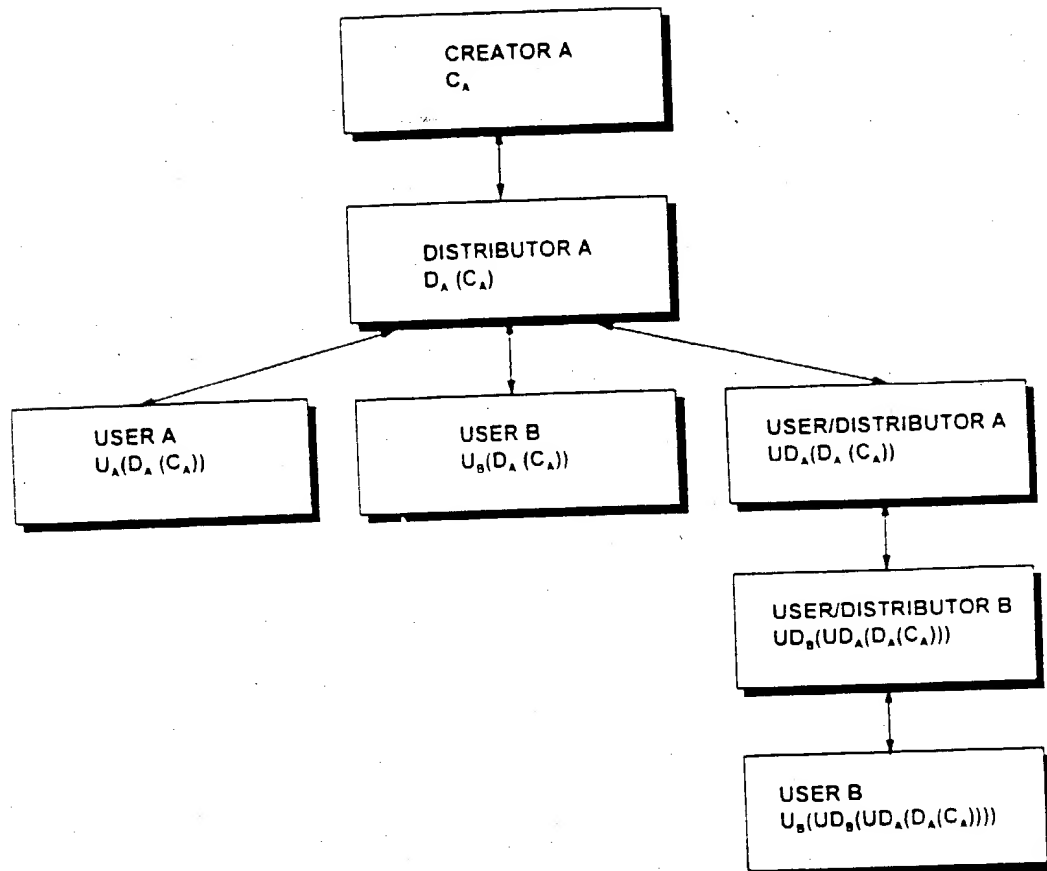 CREATOR A
C_A
DISTRIBUTOR A
D_A (C_A)
USER A
U_A(D_A (C_A))
USER B
U_B(D_A (C_A))
USER/DISTRIBUTOR A
UD_A(D_A (C_A))
USER/DISTRIBUTOR B
UD_B(UD_A(D_A(C_A)))
USER B
U_B(UD_B(UD_A(D_A(C_A))))